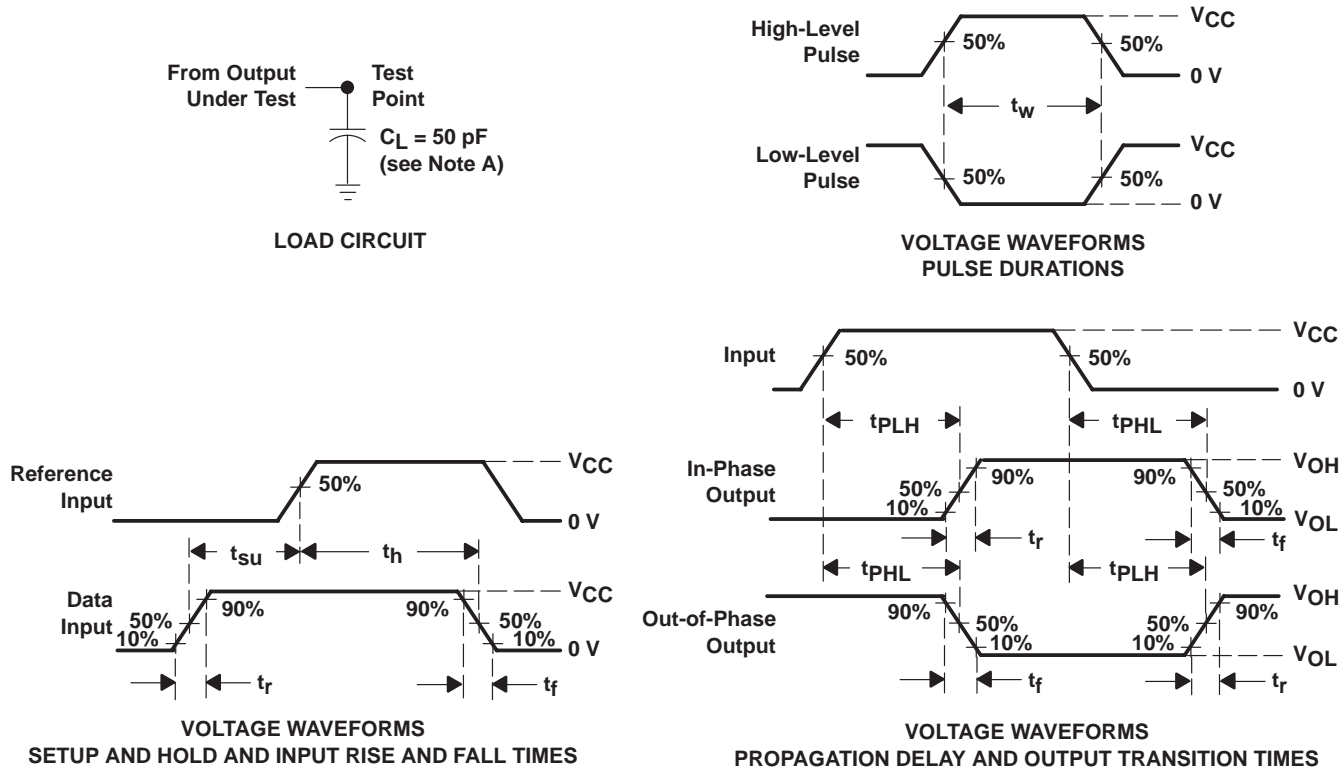 From Output
Under Test
Test
Point
CL = 50 pF
(see Note A)
LOAD CIRCUIT
High-Level
Pulse
50%
50%
VCC
0 V
tw
Low-Level
Pulse
50%
50%
VCC
0 V
VOLTAGE WAVEFORMS
PULSE DURATIONS
Reference
Input
50%
VCC
0 V
tsu
th
Data
Input
50%
10%
90%
90%
50%
10%
VCC
0 V
tr
tf
VOLTAGE WAVEFORMS
SETUP AND HOLD AND INPUT RISE AND FALL TIMES
Input
50%
50%
VCC
0 V
tPLH
tPHL
In-Phase
Output
50%
10%
90%
90%
50%
10%
VOH
VOL
tr
tf
tPHL
tPLH
Out-of-Phase
Output
90%
50%
10%
50%
10%
90%
VOH
VOL
tf
tr
VOLTAGE WAVEFORMS
PROPAGATION DELAY AND OUTPUT TRANSITION TIMES